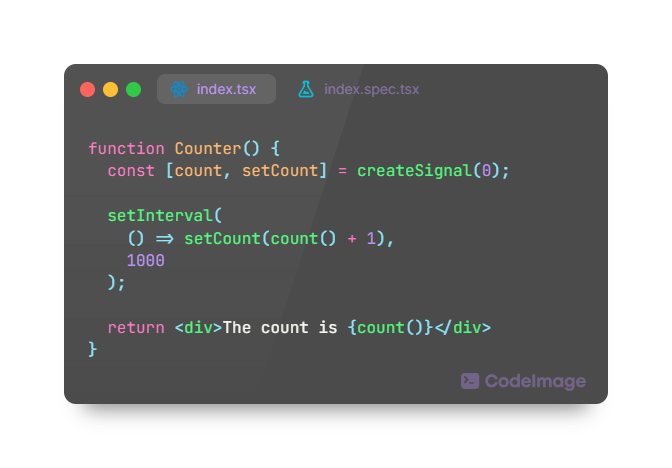 index.tsx index.spec.tsx
function Counter() {
  const [count, setCount] = createSignal(0);
  setInterval(
    () => setCount(count() + 1),
    1000
  );
  return <div>The count is {count()}</div>
}
CodeImage